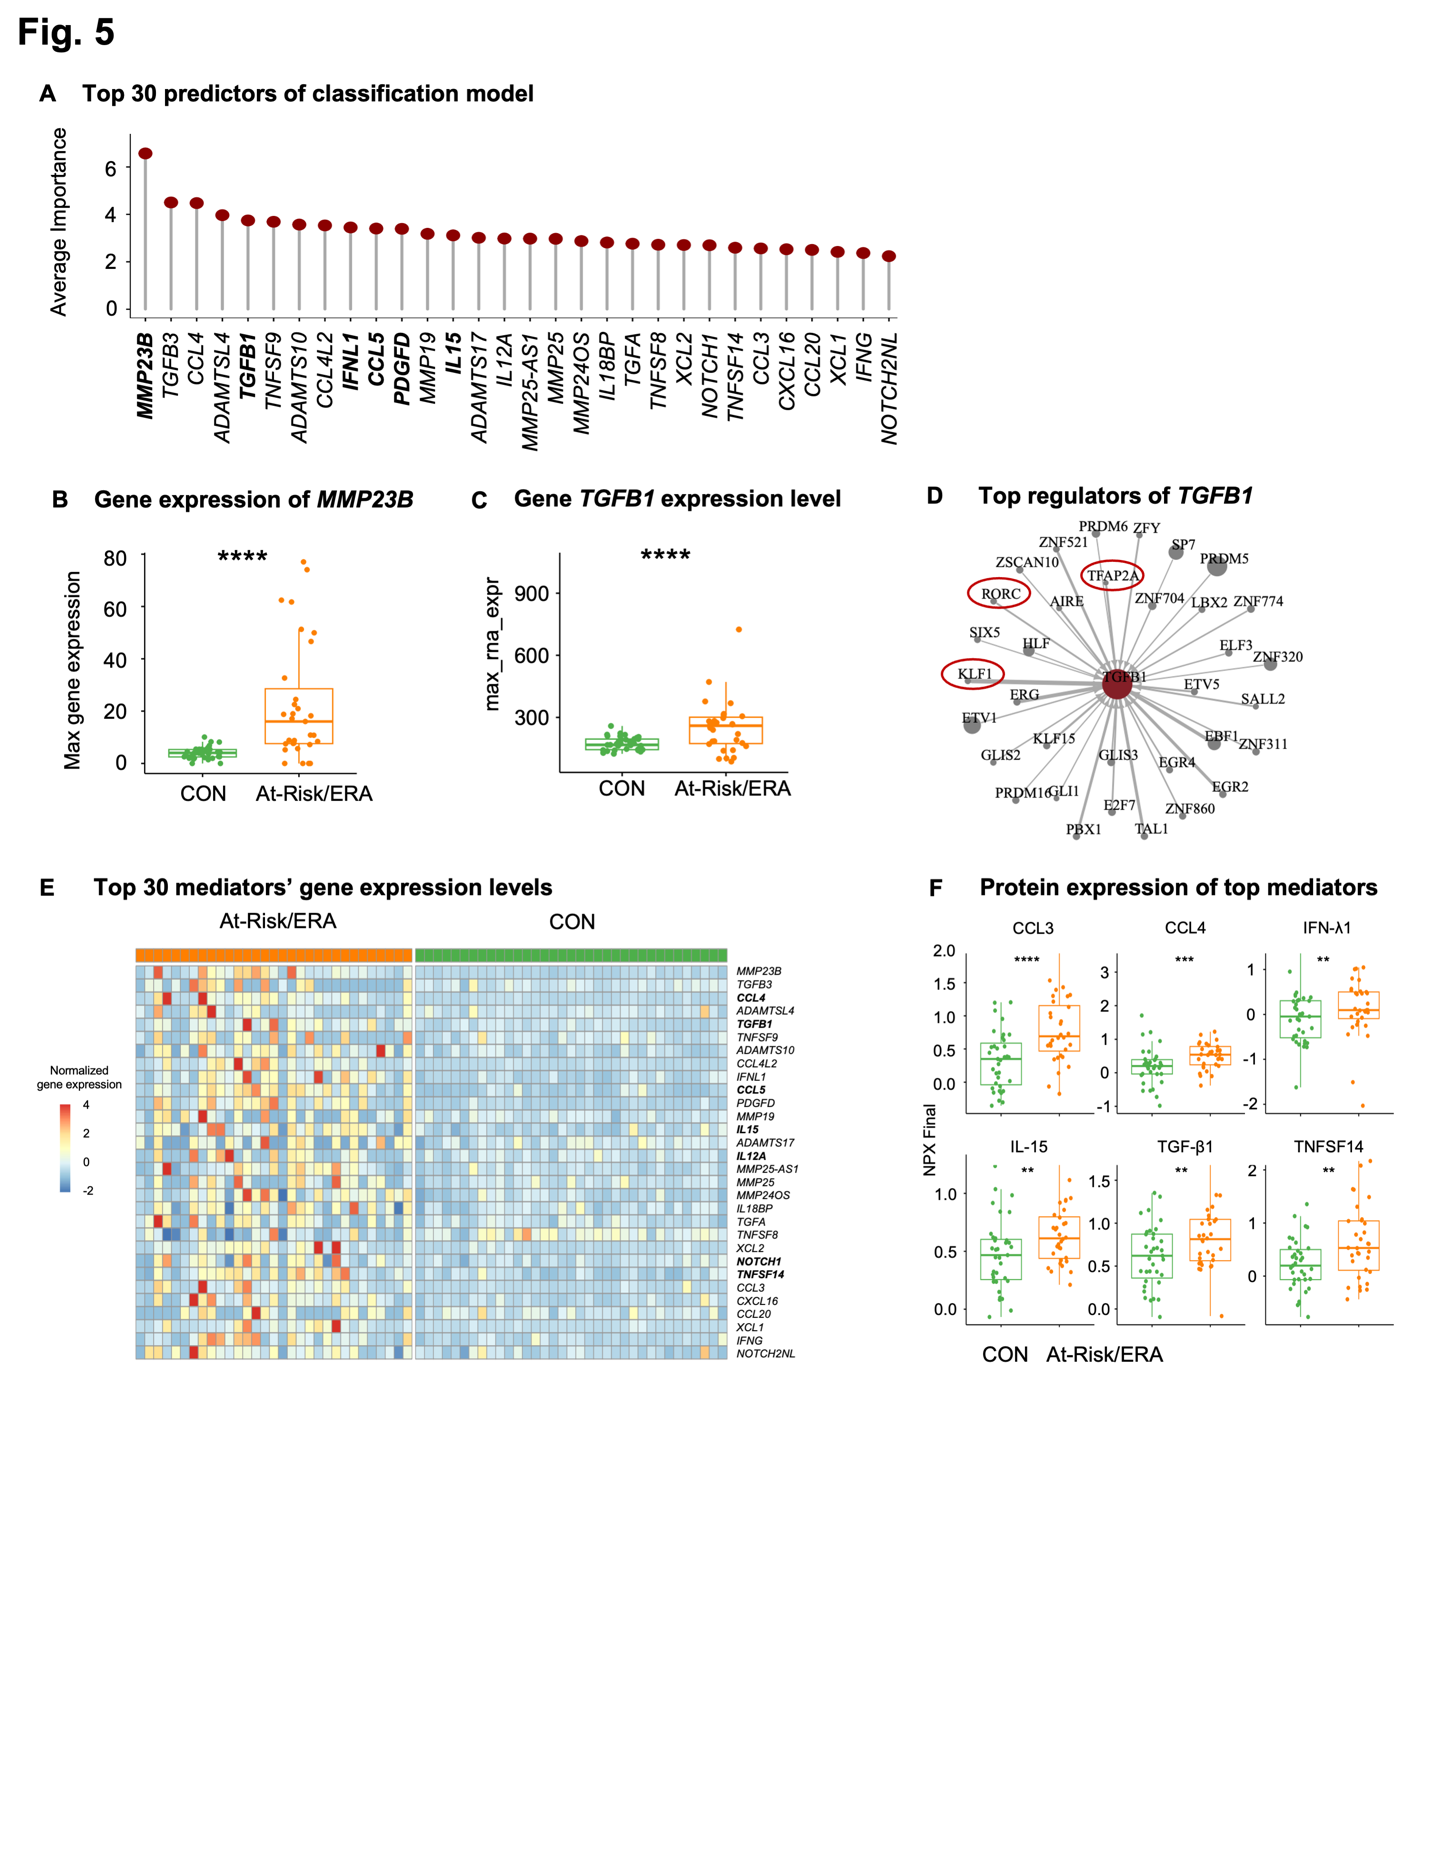 Fig. 5
A Top 30 predictors of classification model
Average Importance
6
4
2
0
MMP23B
TGFB3
CCL4
ADAMTSL4
TGFB1
TNFSF9
ADAMTS10
CCL4L2
IFNL1
CCL5
PDGFD
MMP19
IL15
ADAMTS17
IL12A
MMP25-AS1
MMP25
MMP24OS
IL18BP
TGFA
TNFSF8
XCL2
NOTCH1
TNFSF14
CCL3
CXCL16
CCL20
XCL1
IFNG
NOTCH2NL
B Gene expression of MMP23B
Max gene expression
80
60
40
20
0
****
CON At-Risk/ERA
C Gene TGFB1 expression level
max_rna_expr
900
600
300
****
CON At-Risk/ERA
D Top regulators of TGFB1
PRDM6
ZFY
ZNF521
SP7
PRDM5
ZSCAN10
TFAP2A
RORC
AIRE
ZNF704
LBX2
ZNF774
SIX5
HLF
ELF3
ZNF320
KLF1
TGFB1
ERG
ETV5
SALL2
ETV1
KLF15
EBF1
ZNF311
GLIS2
GLIS3
EGR4
PRDM16
GLI1
EGR2
E2F7
ZNF860
PBX1
TAL1
E Top 30 mediators’ gene expression levels
At-Risk/ERA CON
Normalized
gene expression
4
2
0
-2
MMP23B
TGFB3
CCL4
ADAMTSL4
TGFB1
TNFSF9
ADAMTS10
CCL4L2
IFNL1
CCL5
PDGFD
MMP19
IL15
ADAMTS17
IL12A
MMP25-AS1
MMP25
MMP24OS
IL18BP
TGFA
TNFSF8
XCL2
NOTCH1
TNFSF14
CCL3
CXCL16
CCL20
XCL1
IFNG
NOTCH2NL
F Protein expression of top mediators
NPX Final
CCL3
****
2.0
1.5
1.0
0.5
0.0
CCL4
***
3
2
1
0
-1
IFN-λ1
**
1
0
-1
-2
IL-15
**
1.0
0.5
0.0
TGF-β1
**
1.5
1.0
0.5
0.0
TNFSF14
**
2
1
0
CON At-Risk/ERA